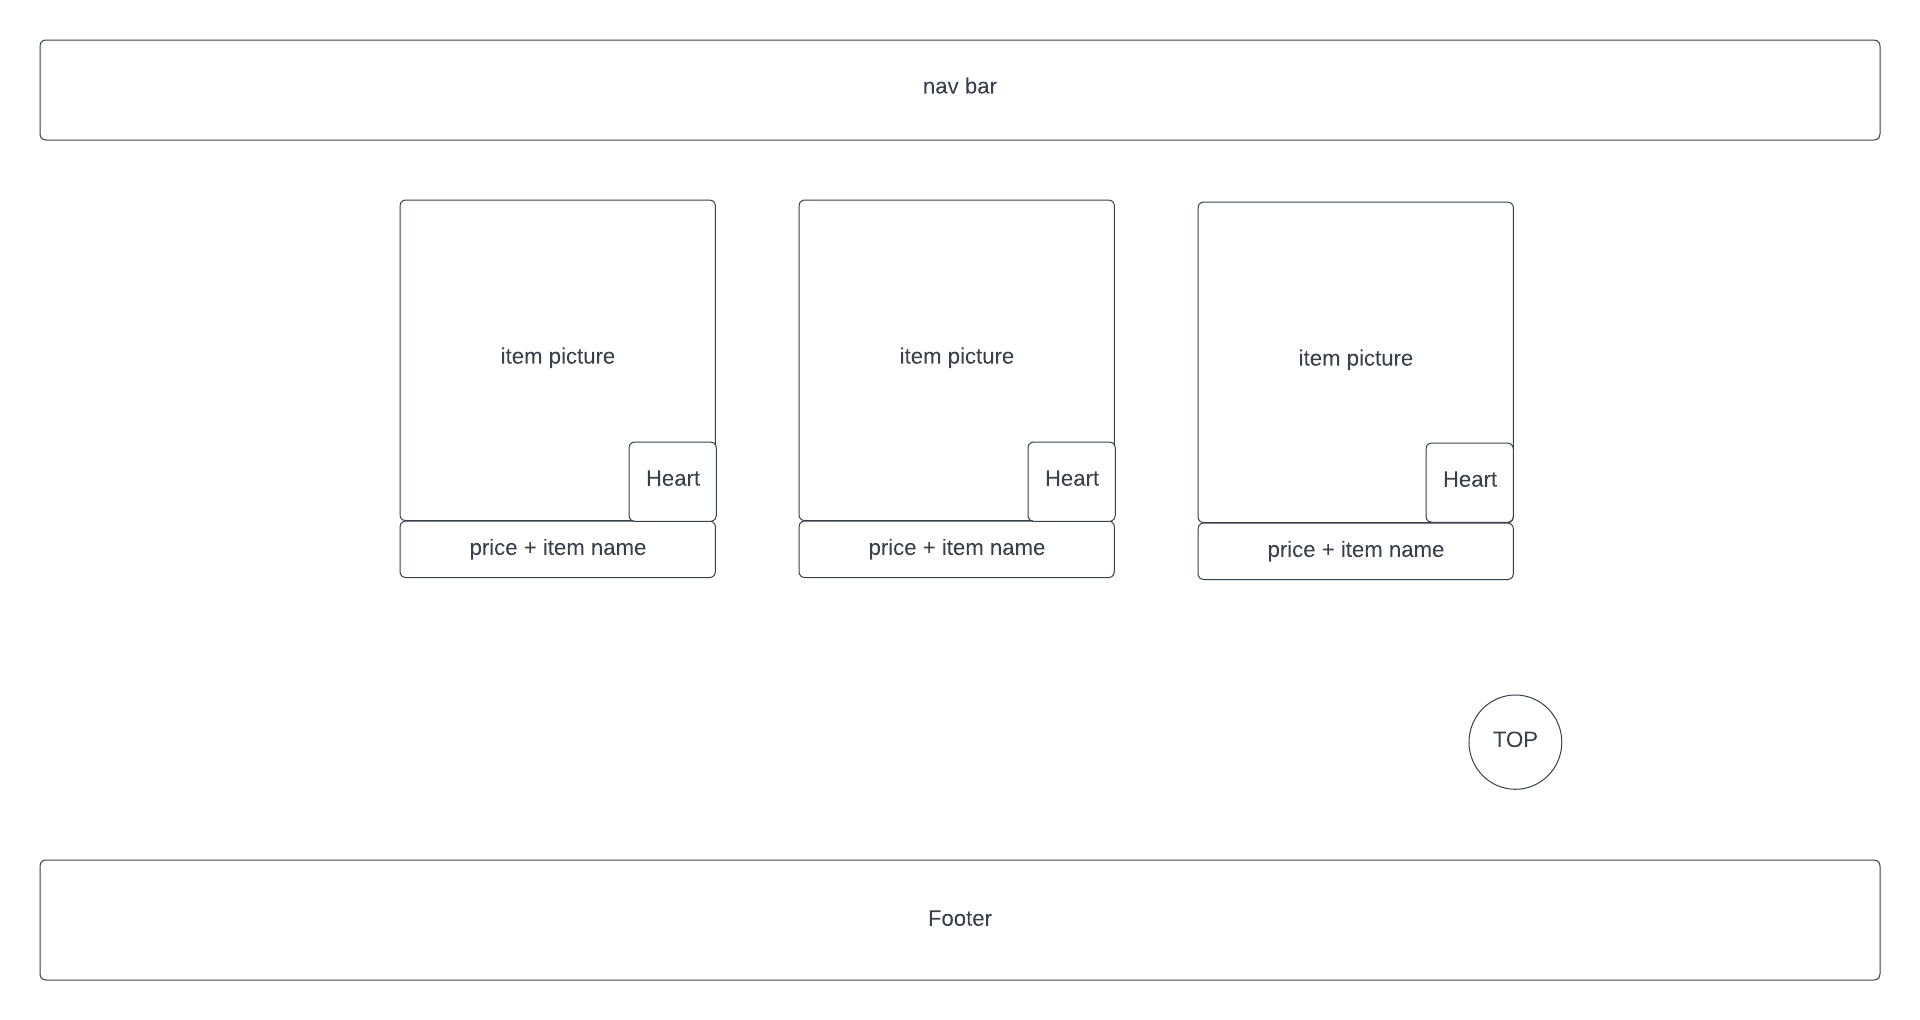 nav bar
item picture
item picture
item picture
Heart
Heart
Heart
price + item name
price + item name
price + item name
TOP
Footer